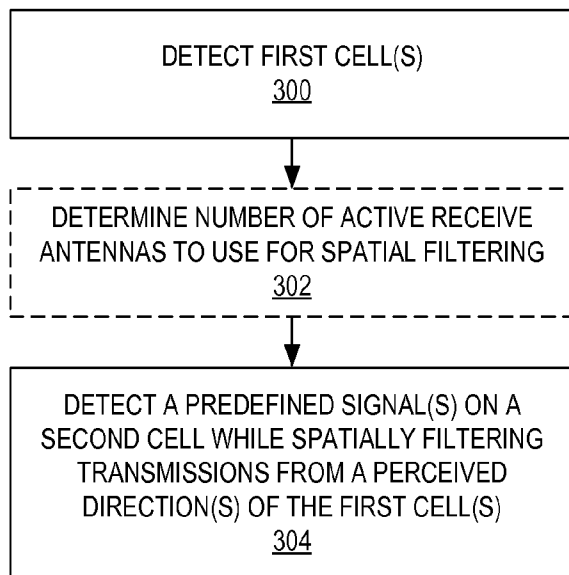 DETECT FIRST CELL(S)
300
DETERMINE NUMBER OF ACTIVE RECEIVE
ANTENNAS TO USE FOR SPATIAL FILTERING
302
DETECT A PREDEFINED SIGNAL(S) ON A
SECOND CELL WHILE SPATIALLY FILTERING
TRANSMISSIONS FROM A PERCEIVED
DIRECTION(S) OF THE FIRST CELL(S)
304